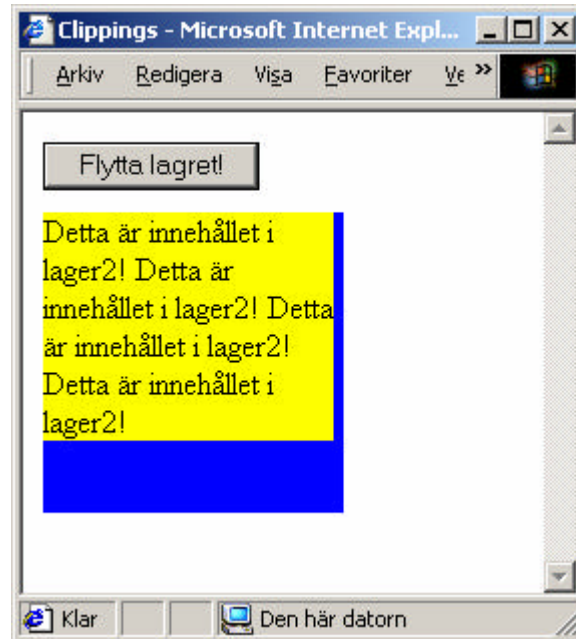 Clippings - Microsoft Internet Expl...
Arkiv Redigera Visa Favoriter Ve »
Flytta lagret!
Detta är innehållet i
lager2! Detta är
innehållet i lager2! Detta
är innehållet i lager2!
Detta är innehållet i
lager2!
Klar Den här datorn